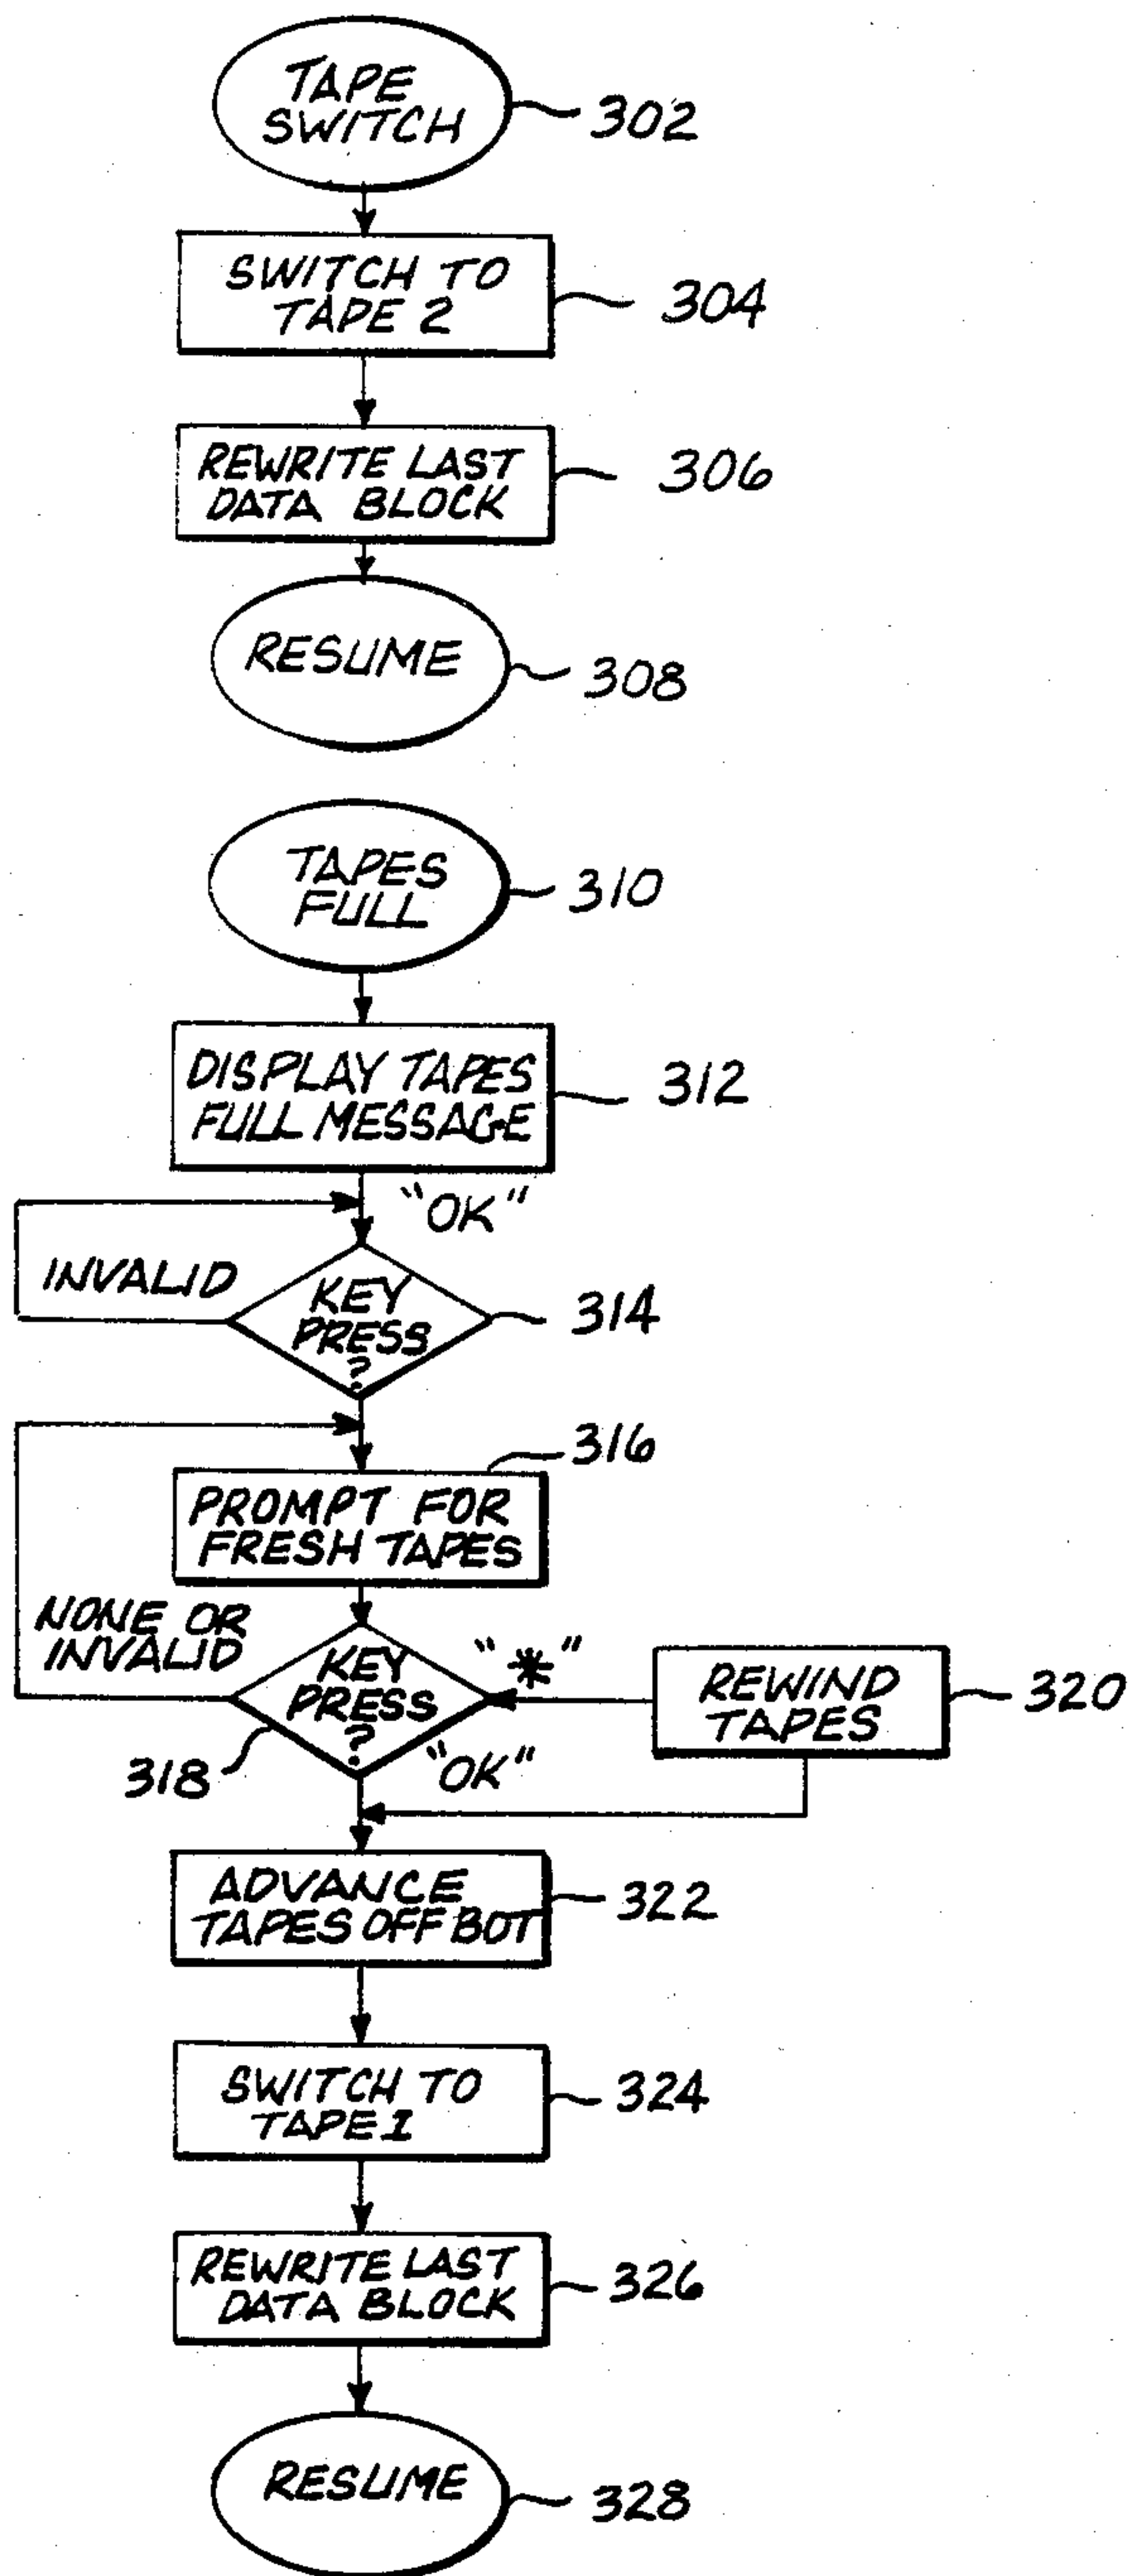 TAPE
SWITCH
302
SWITCH TO
TAPE 2
304
REWRITE LAST
DATA BLOCK
306
RESUME
308
TAPES
FULL
310
DISPLAY TAPES
FULL MESSAGE
312
"OK"
INVALID
KEY
PRESS
?
314
316
PROMPT FOR
FRESH TAPES
NONE OR
INVALID
KEY
PRESS
?
"*"
REWIND
TAPES
320
318
"OK"
ADVANCE
TAPES OFF BOT
322
SWITCH TO
TAPE I
324
REWRITE LAST
DATA BLOCK
326
RESUME
328